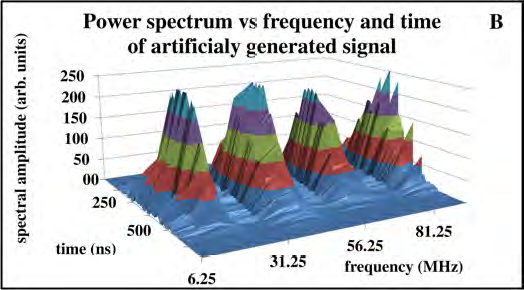 Power spectrum vs frequency and time
of artificialy generated signal
B
spectral amplitude (arb. units)
250
200
150
100
50
00
250
500
time (ns)
6.25
31.25
56.25
81.25
frequency (MHz)